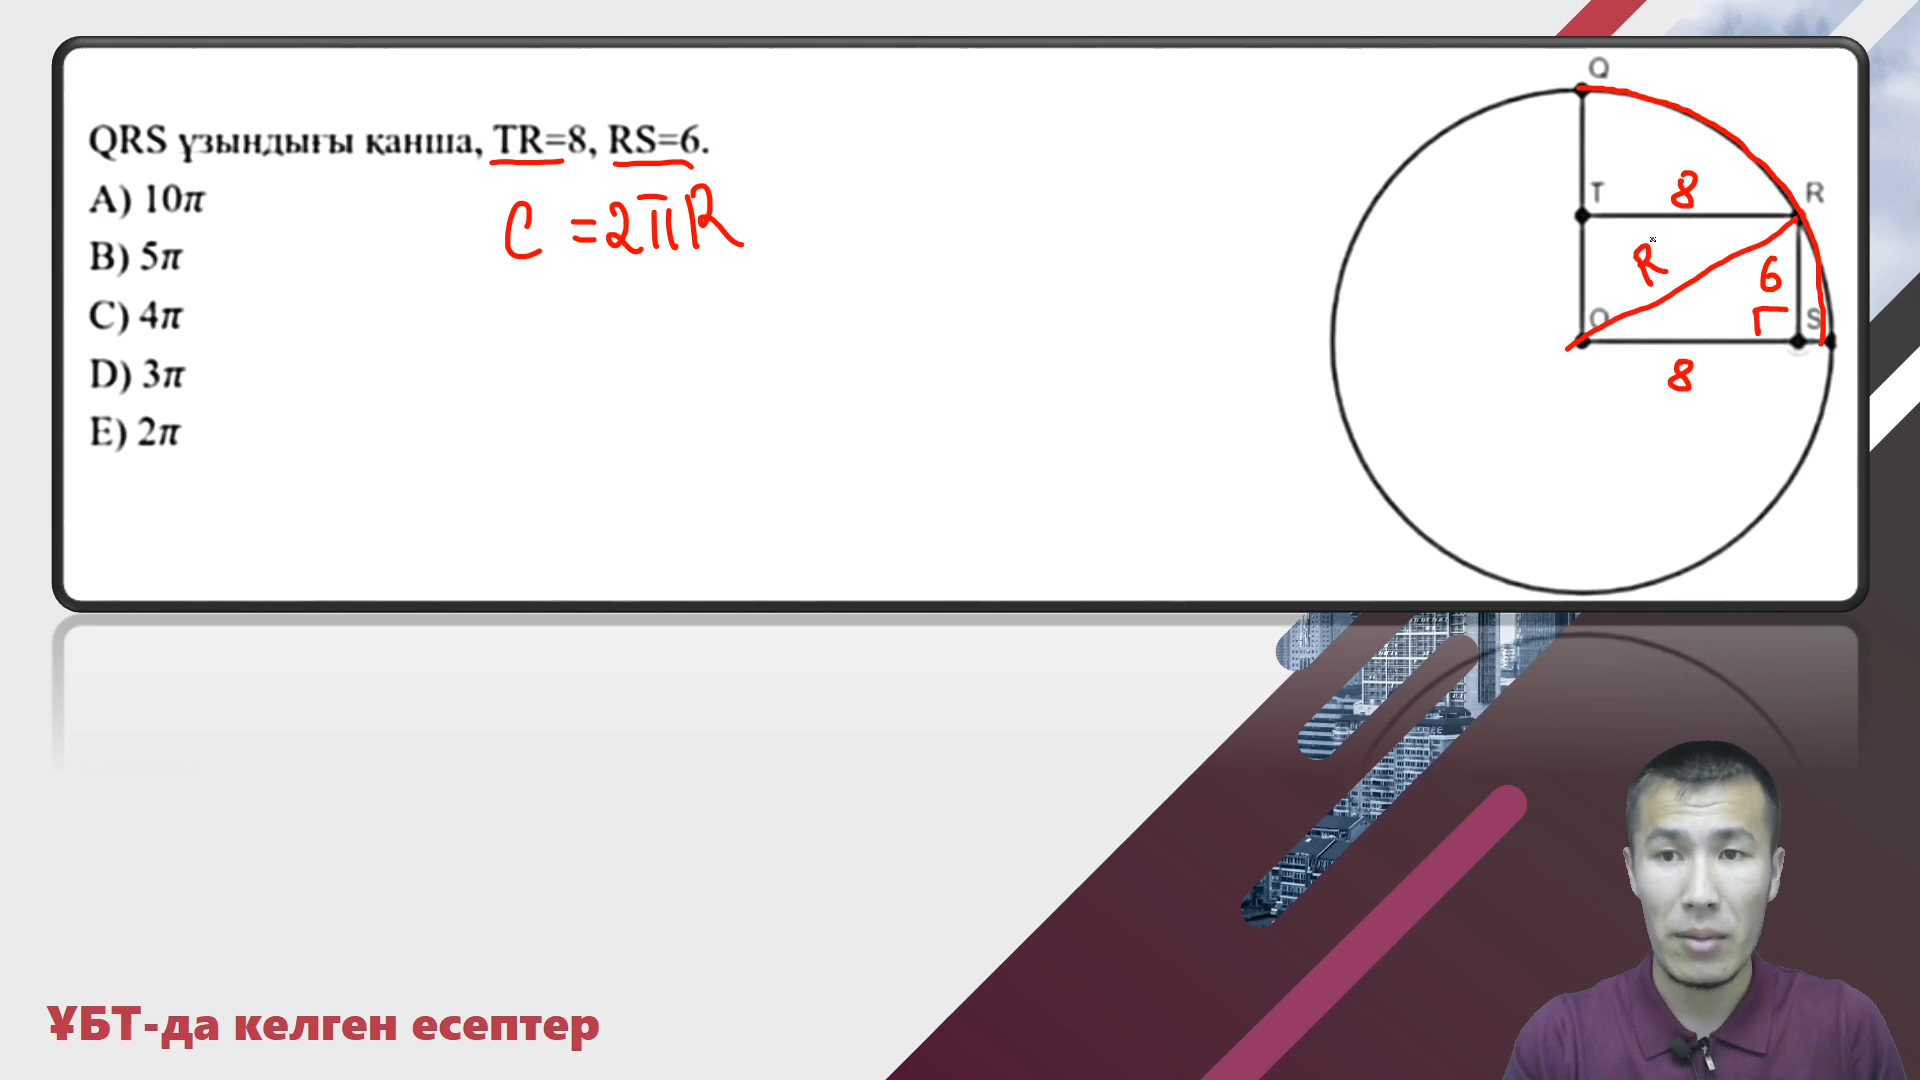 QRS ұзындығы қанша, TR=8, RS=6.
A) 10π
B) 5π
C) 4π
D) 3π
E) 2π
C = 2πR
Q
T
8
R
R
6
O
S
8
ҰБТ-да келген есептер